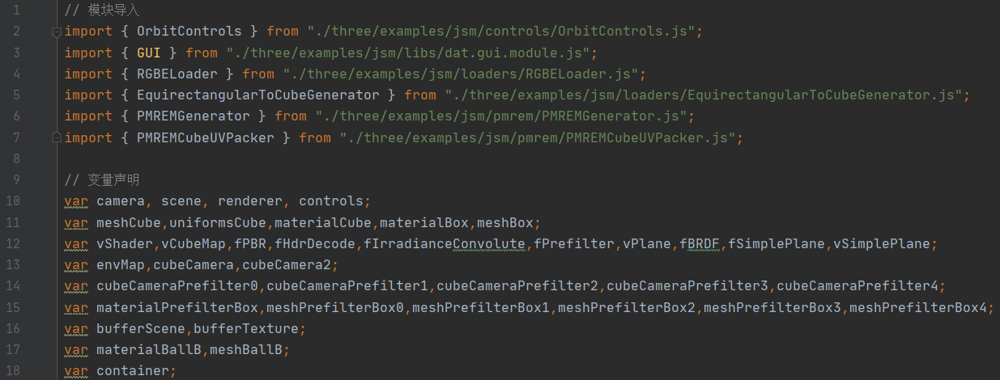 1 // 模块导入
2 import { OrbitControls } from "./three/examples/jsm/controls/OrbitControls.js";
3 import { GUI } from "./three/examples/jsm/libs/dat.gui.module.js";
4 import { RGBELoader } from "./three/examples/jsm/loaders/RGBELoader.js";
5 import { EquirectangularToCubeGenerator } from "./three/examples/jsm/loaders/EquirectangularToCubeGenerator.js";
6 import { PMREMGenerator } from "./three/examples/jsm/pmrem/PMREMGenerator.js";
7 import { PMREMCubeUVPacker } from "./three/examples/jsm/pmrem/PMREMCubeUVPacker.js";
8
9 // 变量声明
10 var camera, scene, renderer, controls;
11 var meshCube,uniformsCube,materialCube,materialBox,meshBox;
12 var vShader,vCubeMap,fPBR,fHdrDecode,fIrradianceConvolute,fPrefilter,vPlane,fBRDF,fSimplePlane,vSimplePlane;
13 var envMap,cubeCamera,cubeCamera2;
14 var cubeCameraPrefilter0,cubeCameraPrefilter1,cubeCameraPrefilter2,cubeCameraPrefilter3,cubeCameraPrefilter4;
15 var materialPrefilterBox,meshPrefilterBox0,meshPrefilterBox1,meshPrefilterBox2,meshPrefilterBox3,meshPrefilterBox4;
16 var bufferScene,bufferTexture;
17 var materialBallB,meshBallB;
18 var container;